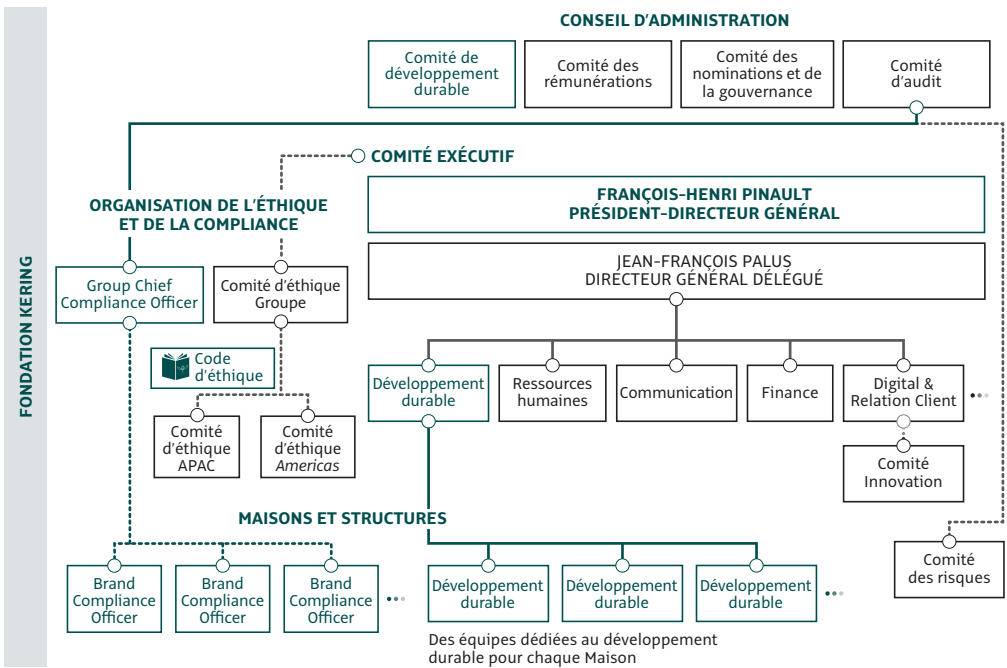 CONSEIL D'ADMINISTRATION
Comité de
développement
durable
Comité des
rémunérations
Comité des
nominations et de
la gouvernance
Comité
d'audit
COMITÉ EXÉCUTIF
FRANÇOIS-HENRI PINAULT
PRÉSIDENT-DIRECTEUR GÉNÉRAL
ORGANISATION DE L'ÉTHIQUE
ET DE LA COMPLIANCE
JEAN-FRANÇOIS PALUS
DIRECTEUR GÉNÉRAL DÉLÉGUÉ
FONDATION KERING
Group Chief
Compliance Officer
Comité d'éthique
Groupe
Code
d'éthique
Développement
durable
Ressources
humaines
Communication
Finance
Digital &
Relation Client
Comité
d'éthique
APAC
Comité
d'éthique
Americas
Comité
Innovation
MAISONS ET STRUCTURES
Comité
des risques
Brand
Compliance
Officer
Brand
Compliance
Officer
Brand
Compliance
Officer
Développement
durable
Développement
durable
Développement
durable
Des équipes dédiées au développement
durable pour chaque Maison